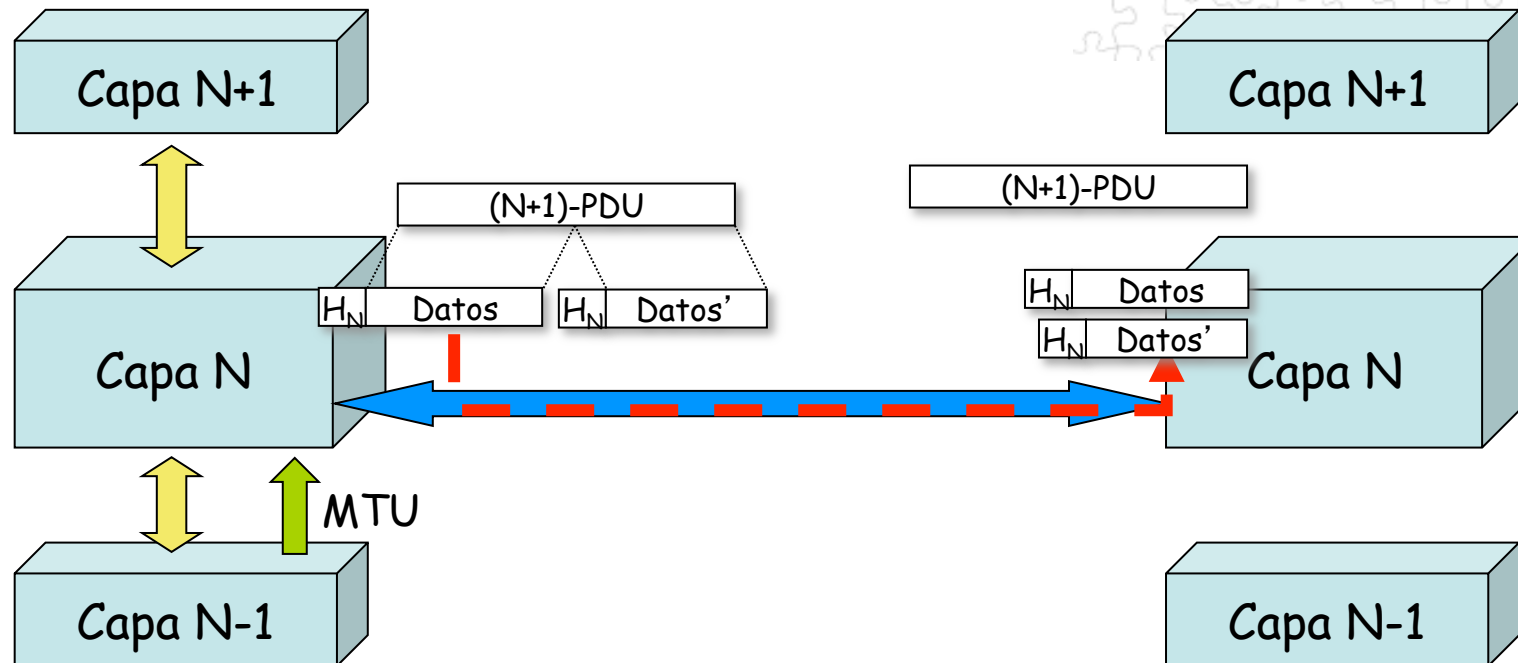 Capa N+1
Capa N+1
(N+1)-PDU
(N+1)-PDU
HN Datos
HN Datos’
HN Datos
HN Datos’
Capa N
Capa N
MTU
Capa N-1
Capa N-1